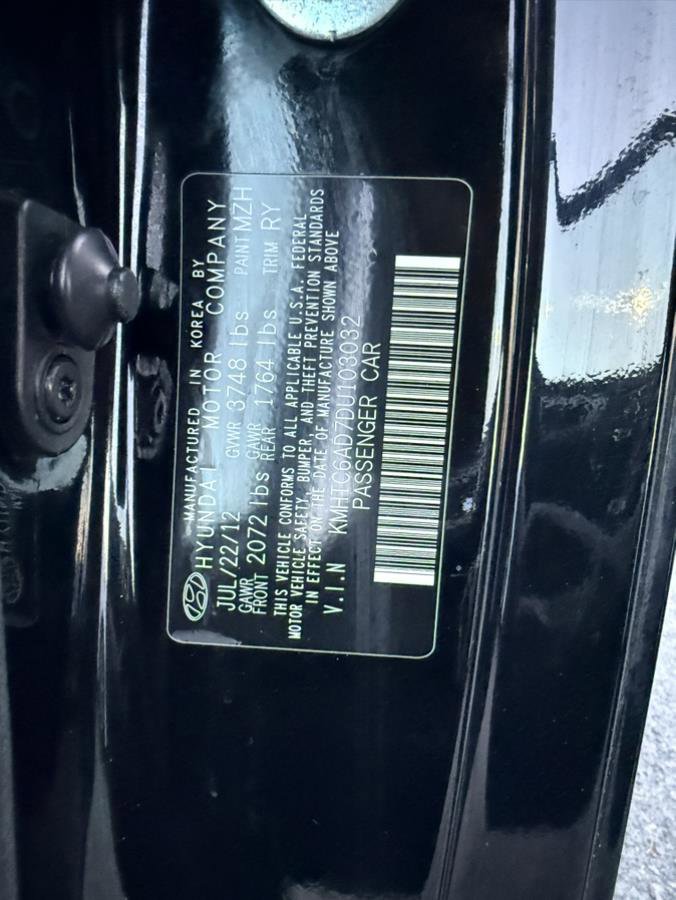 MANUFACTURED IN KOREA BY
HYUNDAI MOTOR COMPANY
JUL/22/12 GVWR 3748 lbs PAINT MZH
GAWR FRONT 2072 lbs GAWR REAR 1764 lbs TRIM RY
THIS VEHICLE CONFORMS TO ALL APPLICABLE U.S.A. FEDERAL
MOTOR VEHICLE SAFETY, BUMPER, AND THEFT PREVENTION STANDARDS
IN EFFECT ON THE DATE OF MANUFACTURE SHOWN ABOVE
V.I.N KMHTC6AD7DU103032
PASSENGER CAR